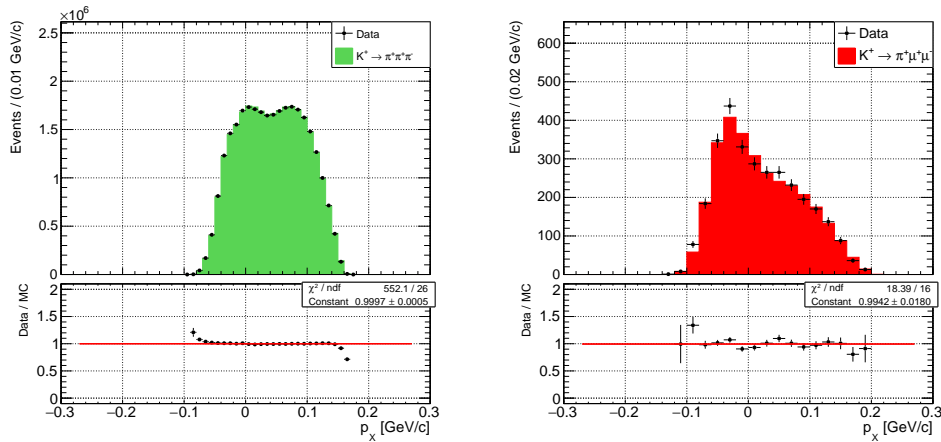 ×10⁶
Events / (0.01 GeV/c)
2.5
2
1.5
1
0.5
0
Data
K⁺ → π⁺π⁺π⁻
Data / MC
2
1.5
1
0.5
0
χ² / ndf 552.1 / 26
Constant 0.9997 ± 0.0005
−0.3 −0.2 −0.1 0 0.1 0.2 0.3
pₓ [GeV/c]
Events / (0.02 GeV/c)
600
500
400
300
200
100
0
Data
K⁺ → π⁺μ⁺μ⁻
Data / MC
2
1.5
1
0.5
0
χ² / ndf 18.39 / 16
Constant 0.9942 ± 0.0180
−0.3 −0.2 −0.1 0 0.1 0.2 0.3
pₓ [GeV/c]